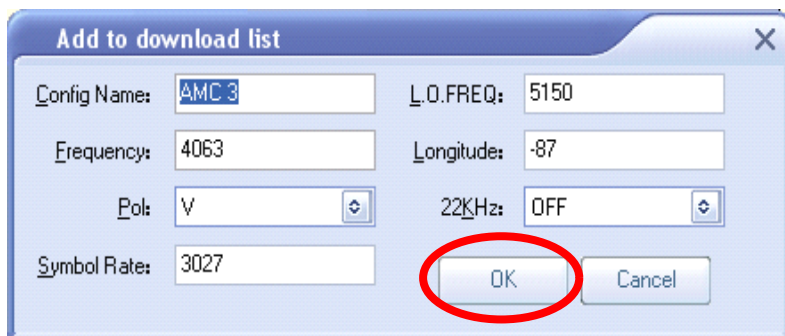 Add to download list
Config Name: AMC 3 L.O.FREQ: 5150
Frequency: 4063 Longitude: -87
Pol: V 22KHz: OFF
Symbol Rate: 3027 OK Cancel